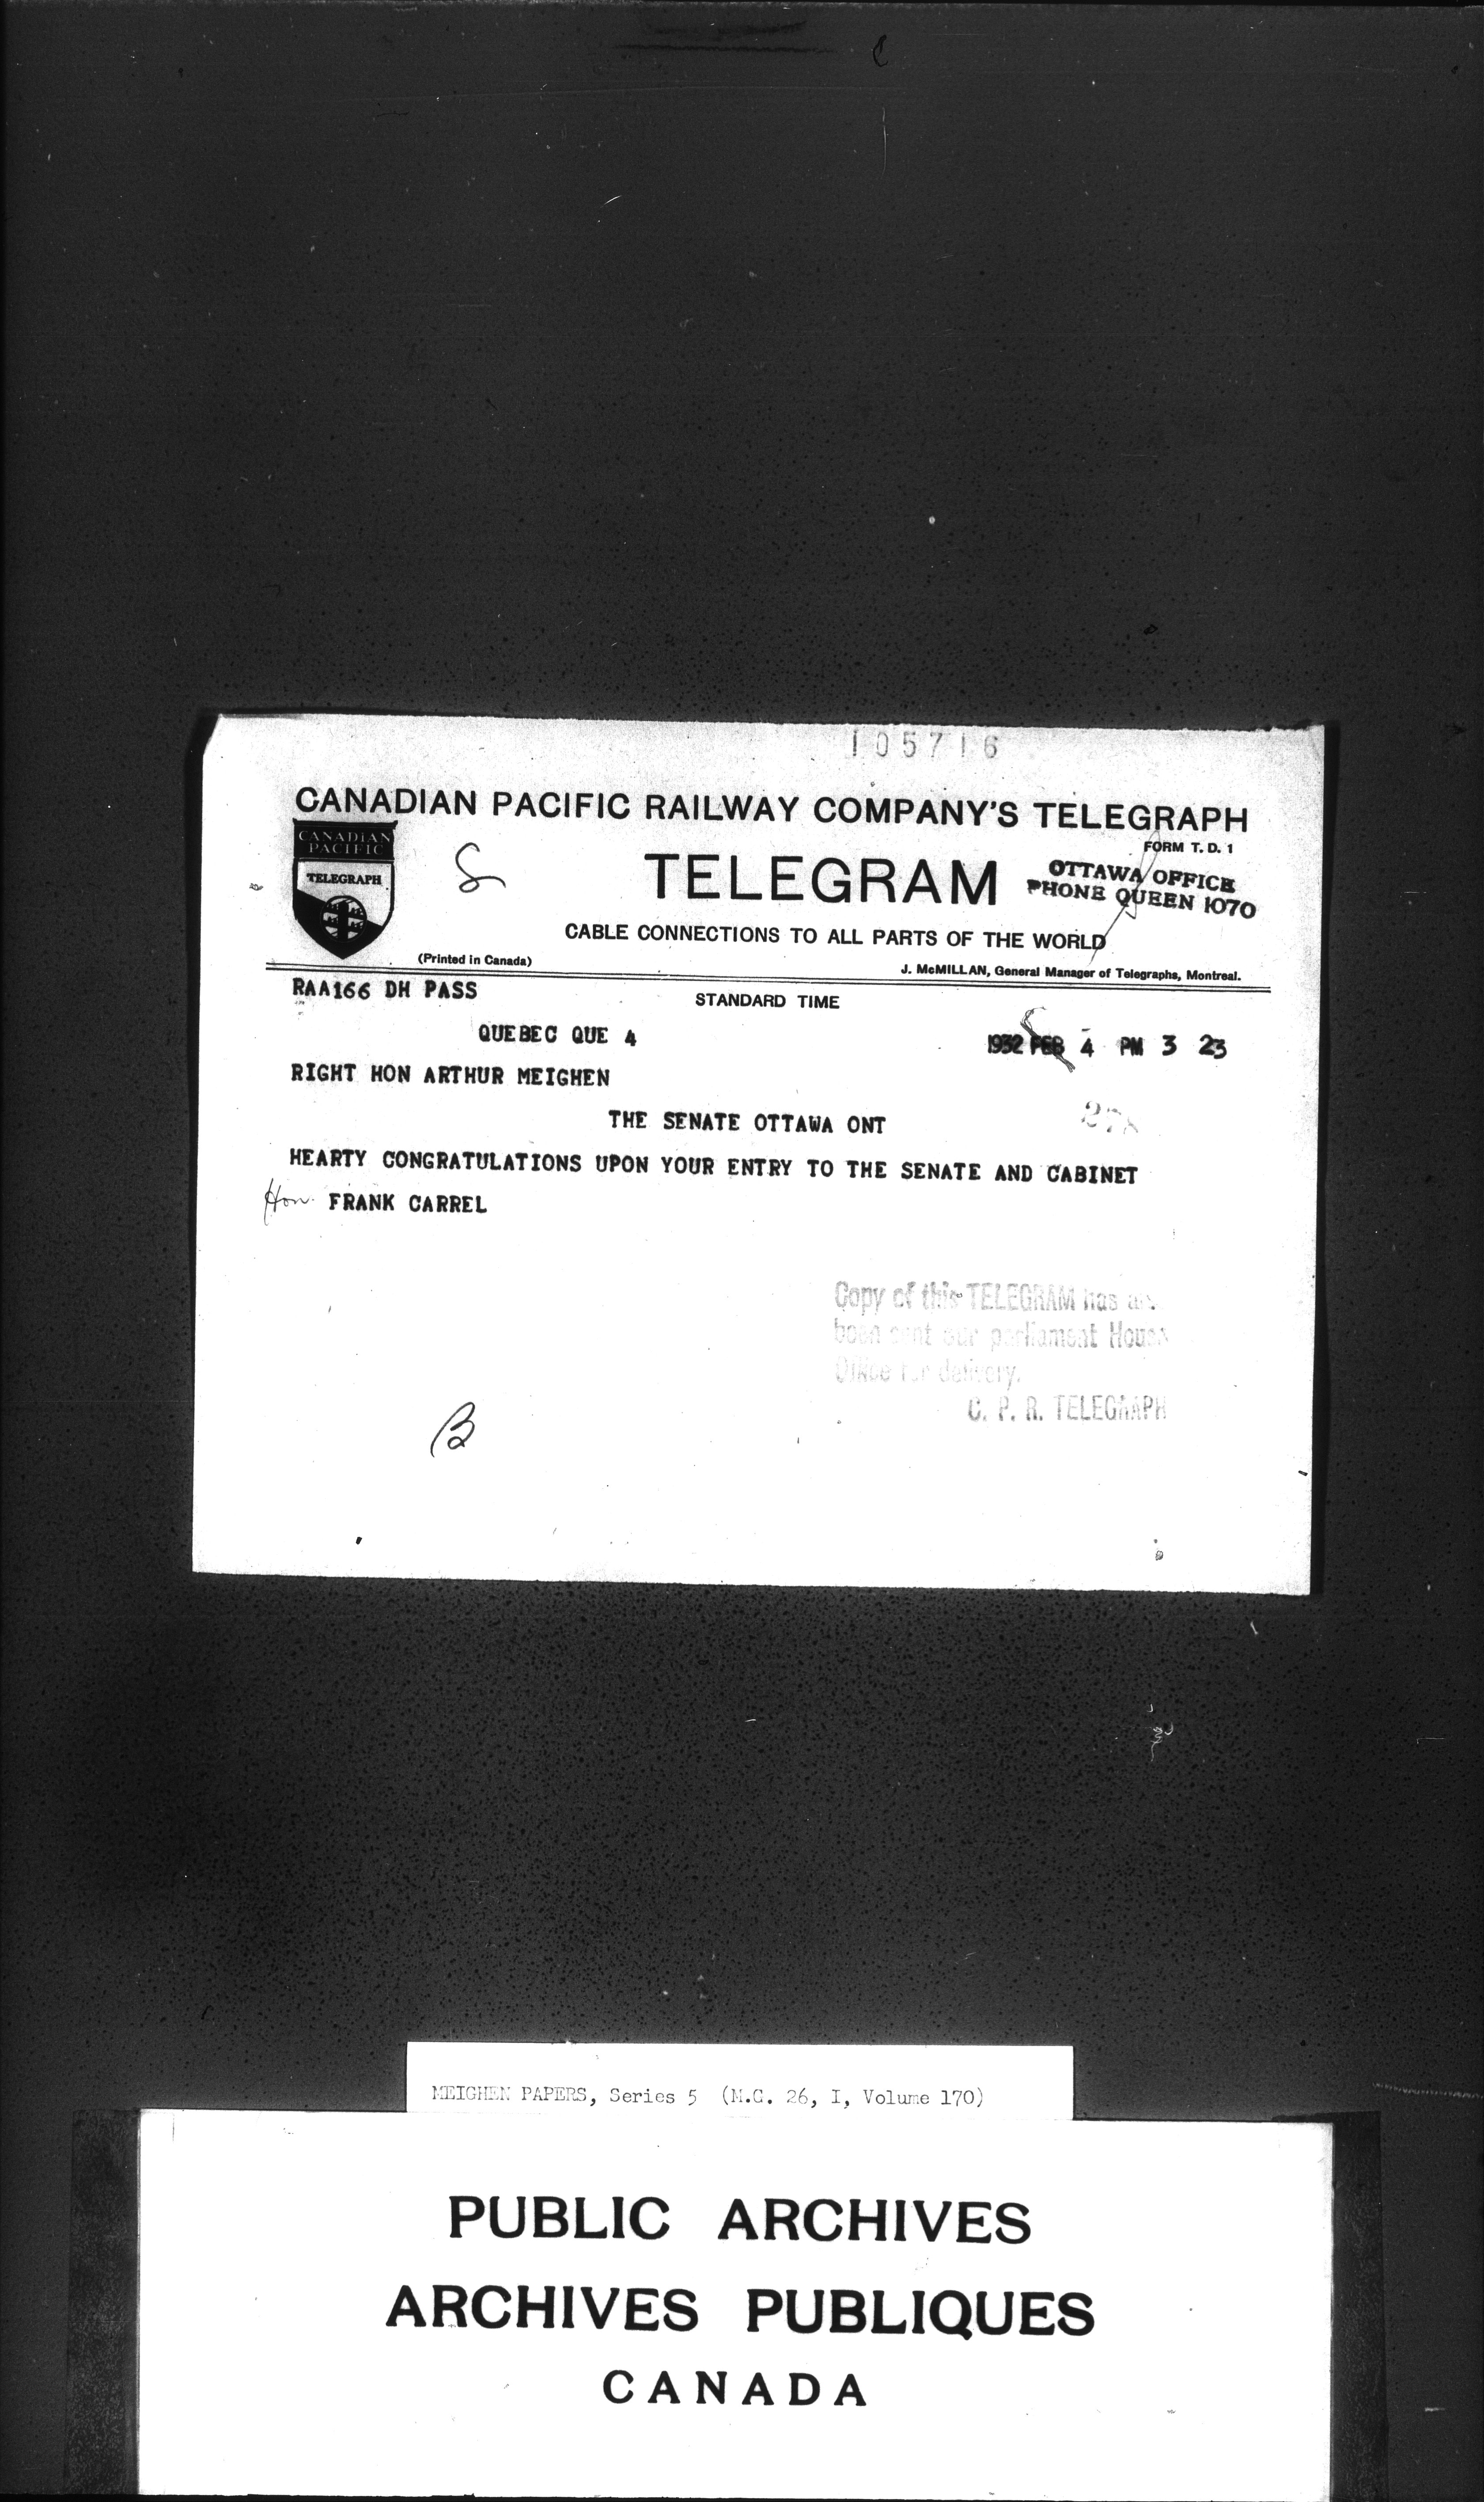 105716
CANADIAN PACIFIC RAILWAY COMPANY'S TELEGRAPH
CANADIAN
PACIFIC
TELEGRAPH
S
TELEGRAM
FORM T. D. 1
OTTAWA OFFICE
PHONE QUEEN 1070
CABLE CONNECTIONS TO ALL PARTS OF THE WORLD
(Printed in Canada)
J. McMILLAN, General Manager of Telegraphs, Montreal.
RAA166 DH PASS
STANDARD TIME
QUEBEC QUE 4
1932 FEB 4 PM 3 23
RIGHT HON ARTHUR MEIGHEN
THE SENATE OTTAWA ONT
HEARTY CONGRATULATIONS UPON YOUR ENTRY TO THE SENATE AND CABINET
Hon. FRANK CARREL
Copy of this TELEGRAM has
been sent our parliament House
Office for delivery.
C. P. R. TELEGRAPH
B
MEIGHEN PAPERS, Series 5 (M.G. 26, I, Volume 170)
PUBLIC ARCHIVES
ARCHIVES PUBLIQUES
CANADA